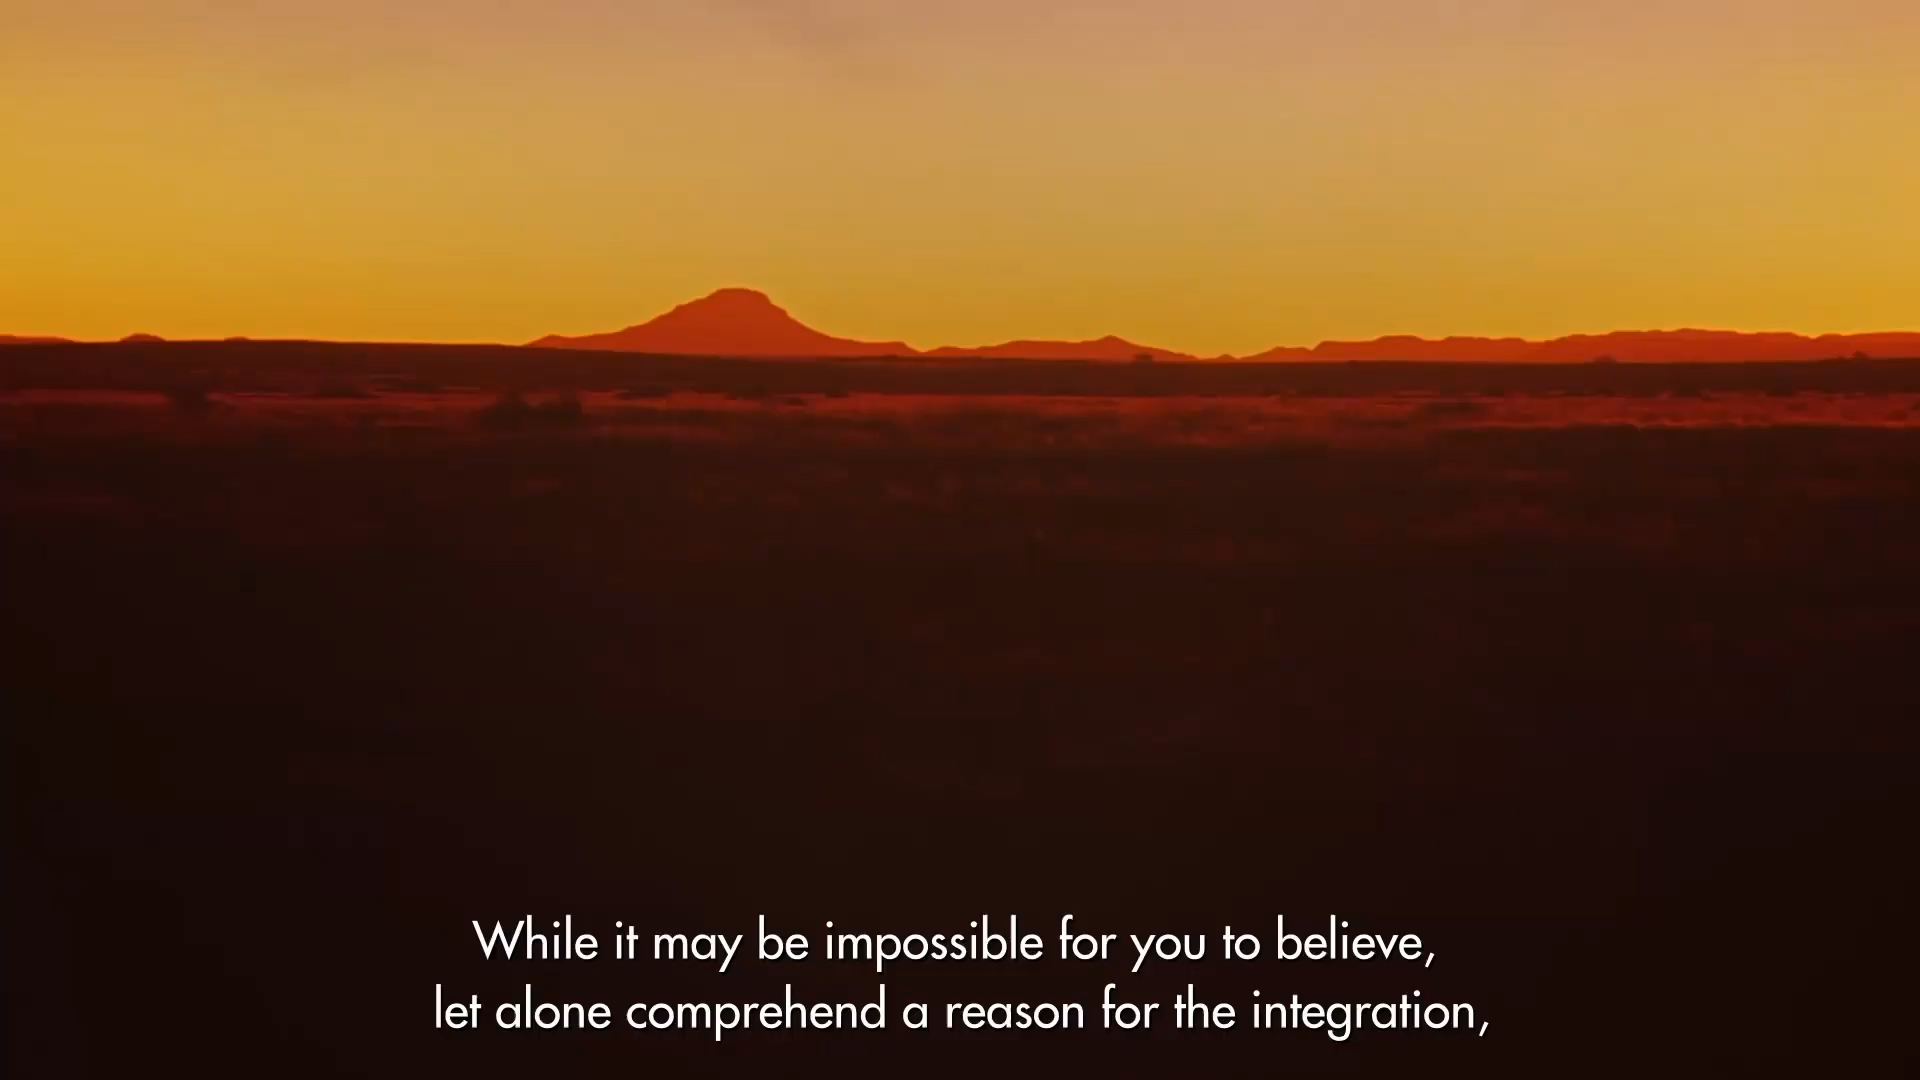 While it may be impossible for you to believe,
let alone comprehend a reason for the integration,